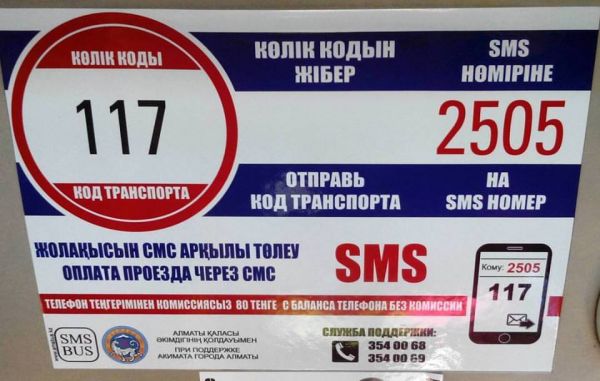 КӨЛІК КОДЫ
117
КОД ТРАНСПОРТА
КӨЛІК КОДЫН
ЖІБЕР
SMS
НӨМІРІНЕ
2505
ОТПРАВЬ
КОД ТРАНСПОРТА
НА
SMS НОМЕР
ЖОЛАҚЫСЫН СМС АРҚЫЛЫ ТӨЛЕУ
ОПЛАТА ПРОЕЗДА ЧЕРЕЗ СМС
SMS
Кому: 2505
117
ТЕЛЕФОН ТЕҢГЕРІМІНЕН КОМИССИЯСЫЗ 80 ТЕНГЕ С БАЛАНСА ТЕЛЕФОНА БЕЗ КОМИССИИ
SMS
BUS
АЛМАТЫ ҚАЛАСЫ
ӘКІМДІГІНІҢ ҚОЛДАУЫМЕН
ПРИ ПОДДЕРЖКЕ
АКИМАТА ГОРОДА АЛМАТЫ
СЛУЖБА ПОДДЕРЖКИ:
354 00 68
354 00 69